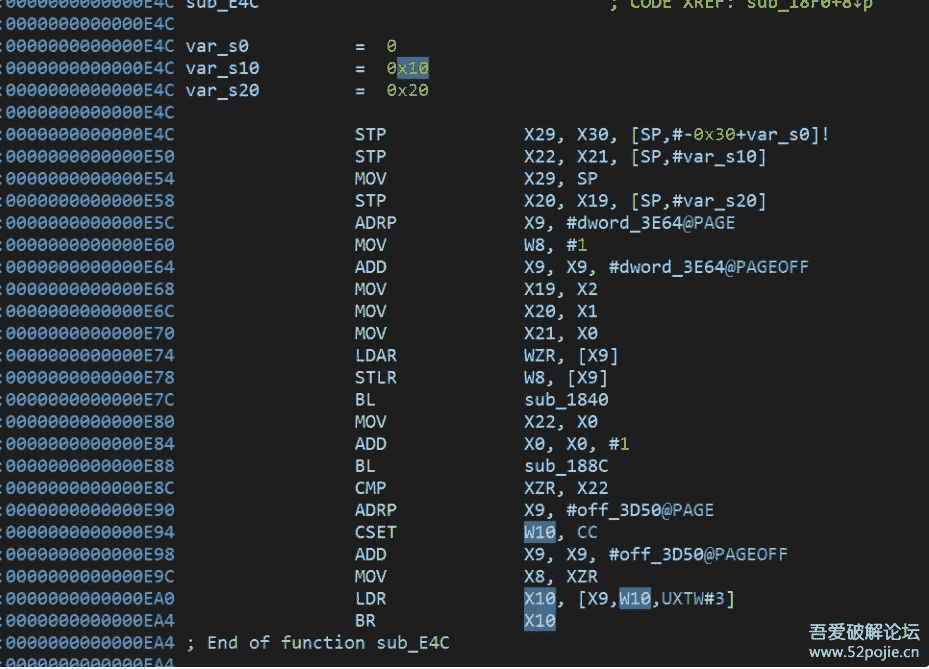 :0000000000000E4C sub_E4C ; CODE XREF: sub_18F0+8↓p
:0000000000000E4C
:0000000000000E4C var_s0 = 0
:0000000000000E4C var_s10 = 0x10
:0000000000000E4C var_s20 = 0x20
:0000000000000E4C
:0000000000000E4C STP X29, X30, [SP,#-0x30+var_s0]!
:0000000000000E50 STP X22, X21, [SP,#var_s10]
:0000000000000E54 MOV X29, SP
:0000000000000E58 STP X20, X19, [SP,#var_s20]
:0000000000000E5C ADRP X9, #dword_3E64@PAGE
:0000000000000E60 MOV W8, #1
:0000000000000E64 ADD X9, X9, #dword_3E64@PAGEOFF
:0000000000000E68 MOV X19, X2
:0000000000000E6C MOV X20, X1
:0000000000000E70 MOV X21, X0
:0000000000000E74 LDAR WZR, [X9]
:0000000000000E78 STLR W8, [X9]
:0000000000000E7C BL sub_1840
:0000000000000E80 MOV X22, X0
:0000000000000E84 ADD X0, X0, #1
:0000000000000E88 BL sub_188C
:0000000000000E8C CMP XZR, X22
:0000000000000E90 ADRP X9, #off_3D50@PAGE
:0000000000000E94 CSET W10, CC
:0000000000000E98 ADD X9, X9, #off_3D50@PAGEOFF
:0000000000000E9C MOV X8, XZR
:0000000000000EA0 LDR X10, [X9,W10,UXTW#3]
:0000000000000EA4 BR X10
:0000000000000EA4 ; End of function sub_E4C
吾爱破解论坛
www.52pojie.cn